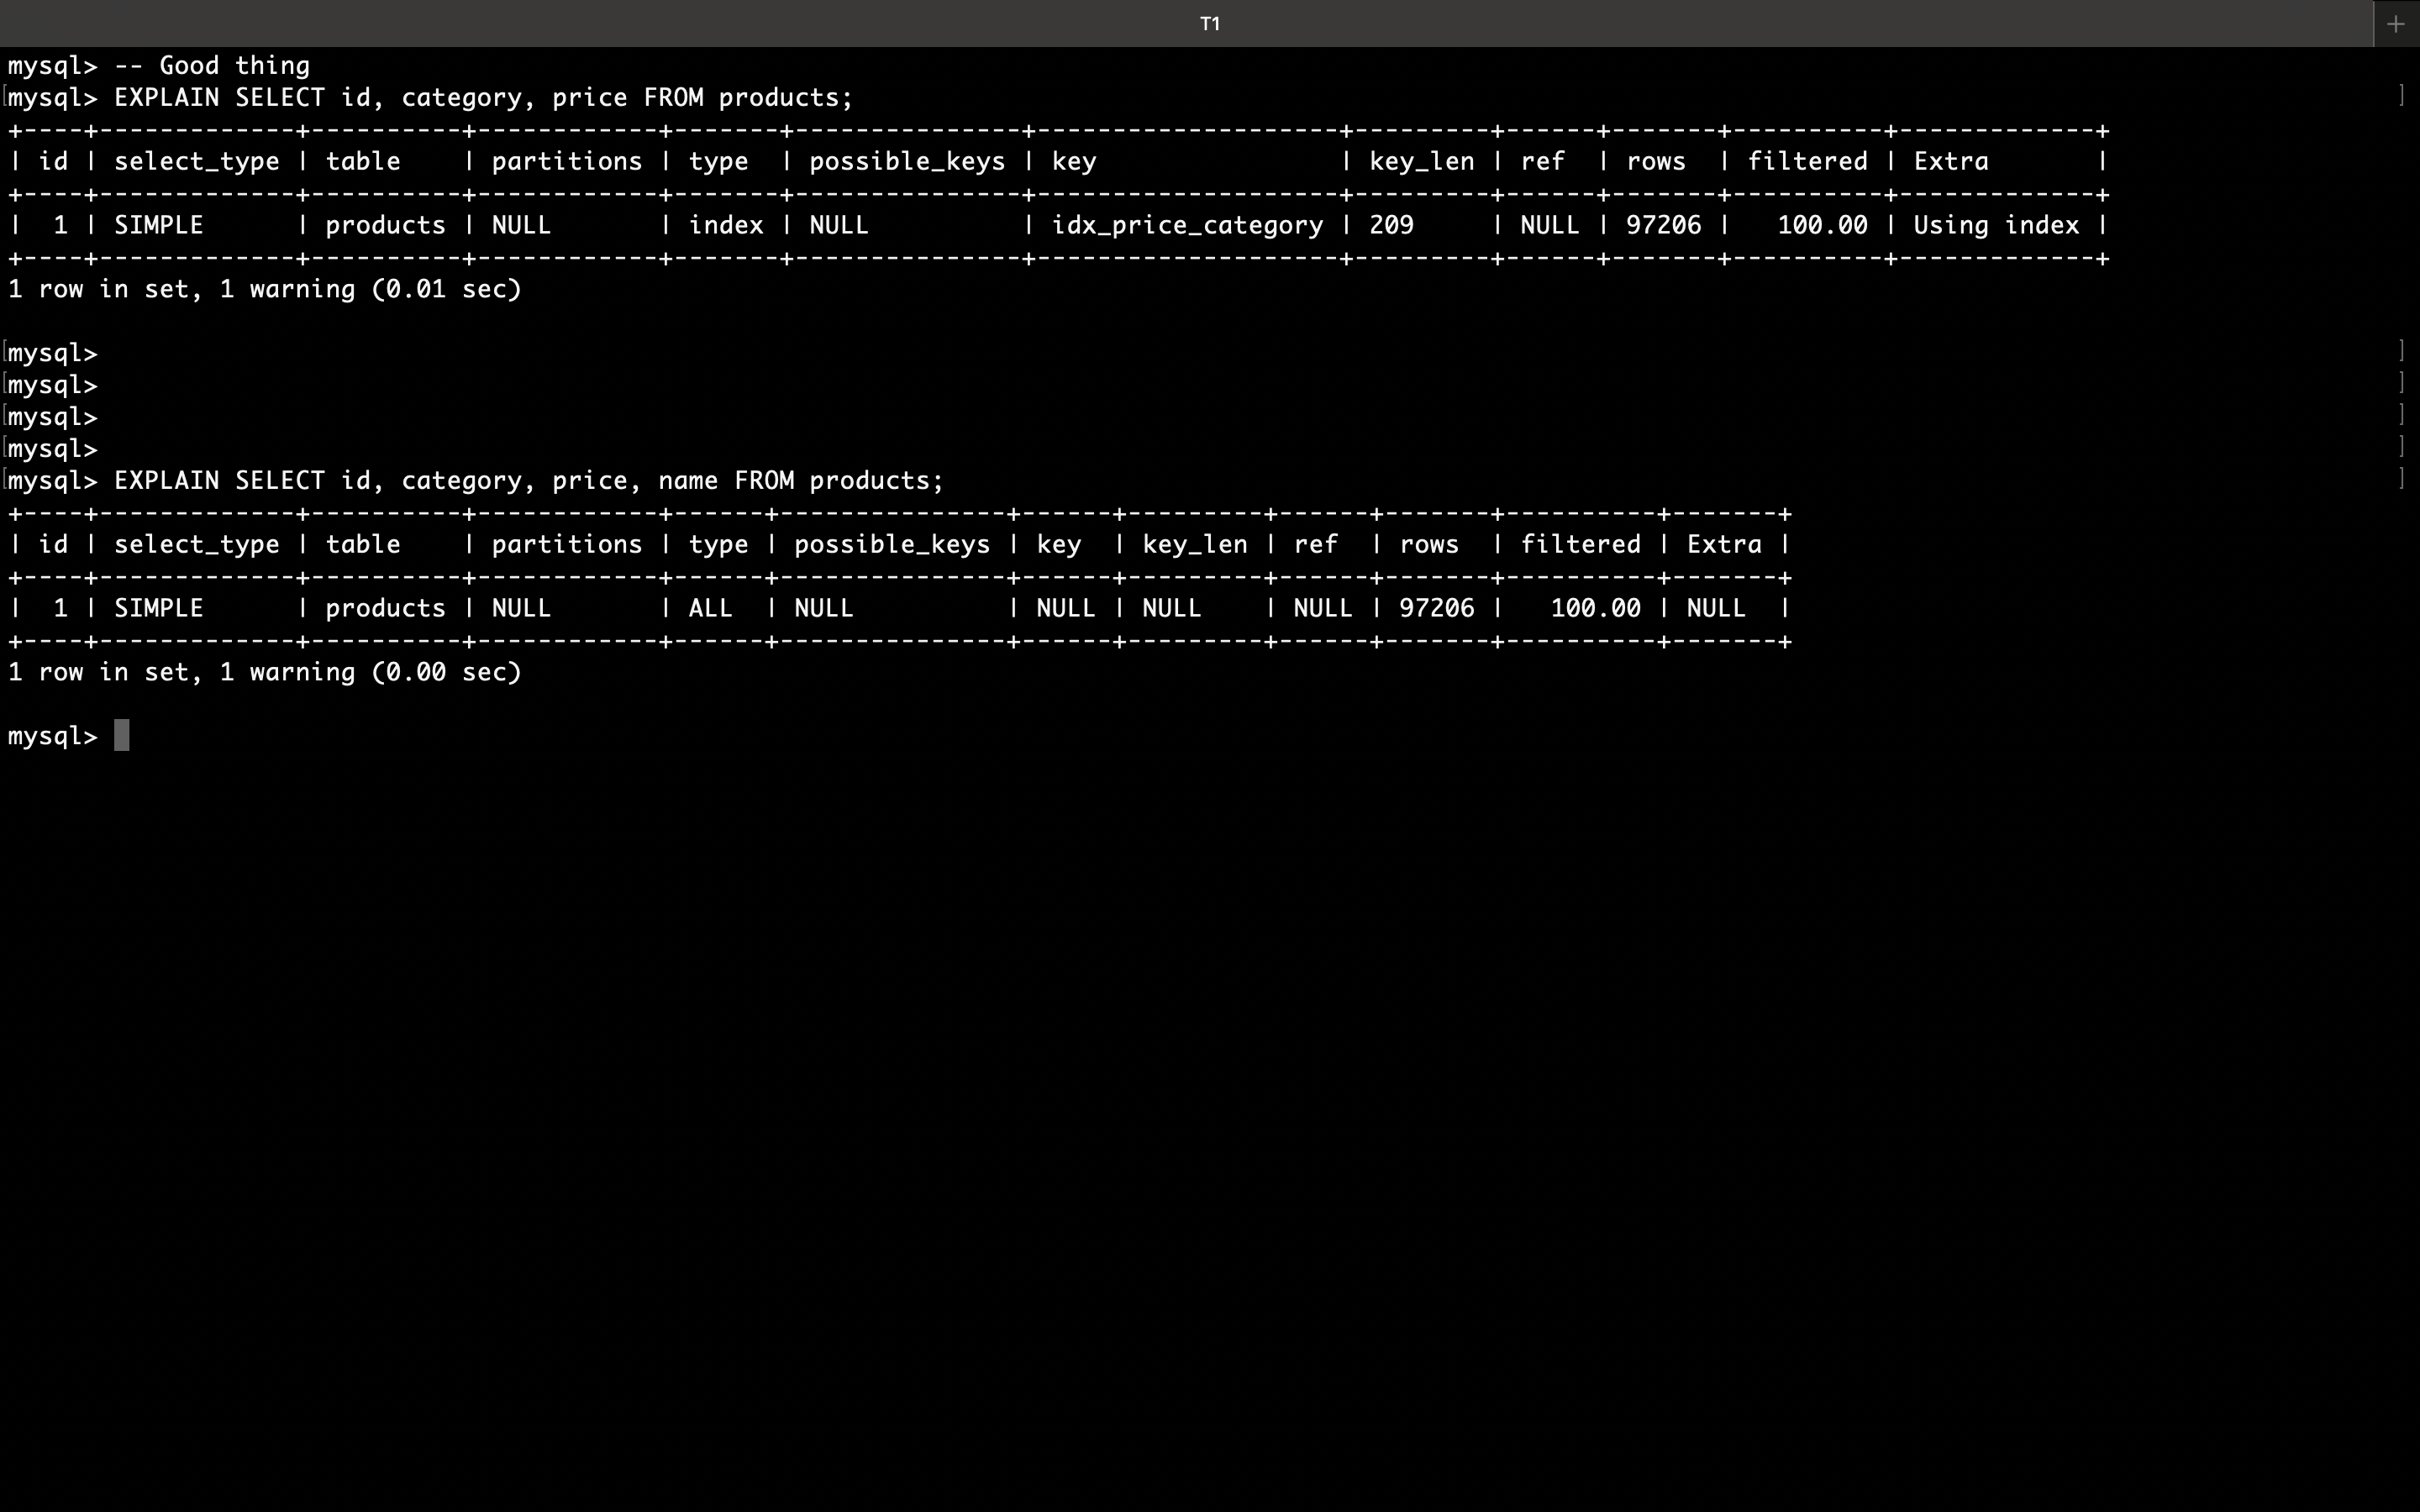 T1
+
mysql> -- Good thing
[mysql> EXPLAIN SELECT id, category, price FROM products; ]
+----+-------------+----------+------------+-------+---------------+--------------------+---------+------+-------+----------+-------------+
| id | select_type | table    | partitions | type  | possible_keys | key                | key_len | ref  | rows  | filtered | Extra       |
+----+-------------+----------+------------+-------+---------------+--------------------+---------+------+-------+----------+-------------+
|  1 | SIMPLE      | products | NULL       | index | NULL          | idx_price_category | 209     | NULL | 97206 |   100.00 | Using index |
+----+-------------+----------+------------+-------+---------------+--------------------+---------+------+-------+----------+-------------+
1 row in set, 1 warning (0.01 sec)
[mysql> ]
[mysql> ]
[mysql> ]
[mysql> ]
[mysql> EXPLAIN SELECT id, category, price, name FROM products; ]
+----+-------------+----------+------------+------+---------------+------+---------+------+-------+----------+-------+
| id | select_type | table    | partitions | type | possible_keys | key  | key_len | ref  | rows  | filtered | Extra |
+----+-------------+----------+------------+------+---------------+------+---------+------+-------+----------+-------+
|  1 | SIMPLE      | products | NULL       | ALL  | NULL          | NULL | NULL    | NULL | 97206 |   100.00 | NULL  |
+----+-------------+----------+------------+------+---------------+------+---------+------+-------+----------+-------+
1 row in set, 1 warning (0.00 sec)
mysql>